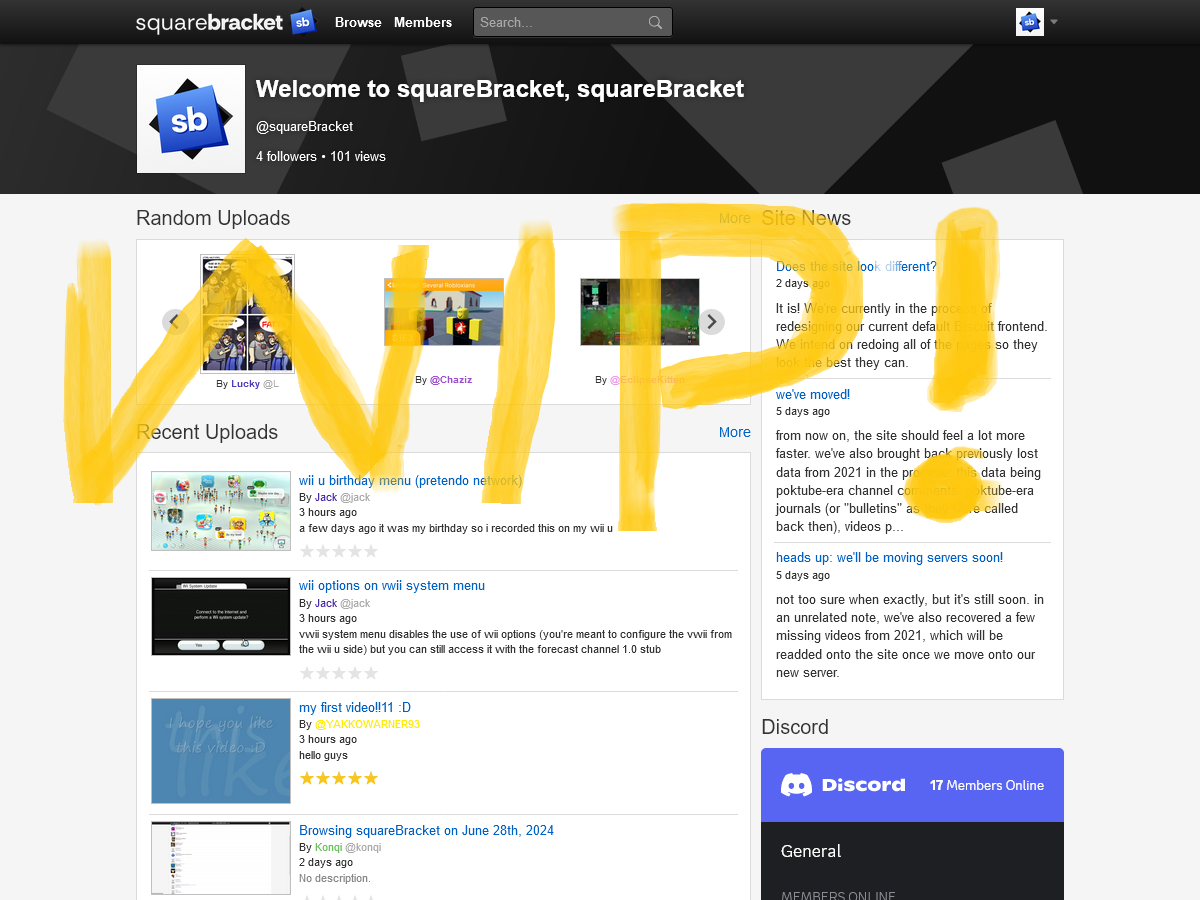 squarebracket sb Browse Members Search...
sb
Welcome to squareBracket, squareBracket
@squareBracket
4 followers • 101 views
Random Uploads More
WIP!
By Lucky @L
By @Chaziz
By @EclipseKitten
Recent Uploads More
wii u birthday menu (pretendo network)
By Jack @jack
3 hours ago
a few days ago it was my birthday so i recorded this on my wii u
wii options on vwii system menu
By Jack @jack
3 hours ago
vwii system menu disables the use of wii options (you're meant to configure the vwii from
the wii u side) but you can still access it with the forecast channel 1.0 stub
Wii System Update
Connect to the Internet and
perform a Wii system update?
Yes
my first video!!11 :D
By @YAKKOWARNER93
3 hours ago
hello guys
I hope you like
this video :D
Browsing squareBracket on June 28th, 2024
By Konqi @konqi
2 days ago
No description.
Site News
Does the site look different?
2 days ago
It is! We're currently in the process of
redesigning our current default frontend.
We intend on redoing all of the pages so they
look the best they can.
we've moved!
5 days ago
from now on, the site should feel a lot more
faster. we've also brought back previously lost
data from 2021 in the process, this data being
poktube-era channel comments, poktube-era
journals (or "bulletins" as they were called
back then), videos p...
heads up: we'll be moving servers soon!
5 days ago
not too sure when exactly, but it's still soon. in
an unrelated note, we've also recovered a few
missing videos from 2021, which will be
readded onto the site once we move onto our
new server.
Discord
Discord 17 Members Online
General
MEMBERS ONLINE